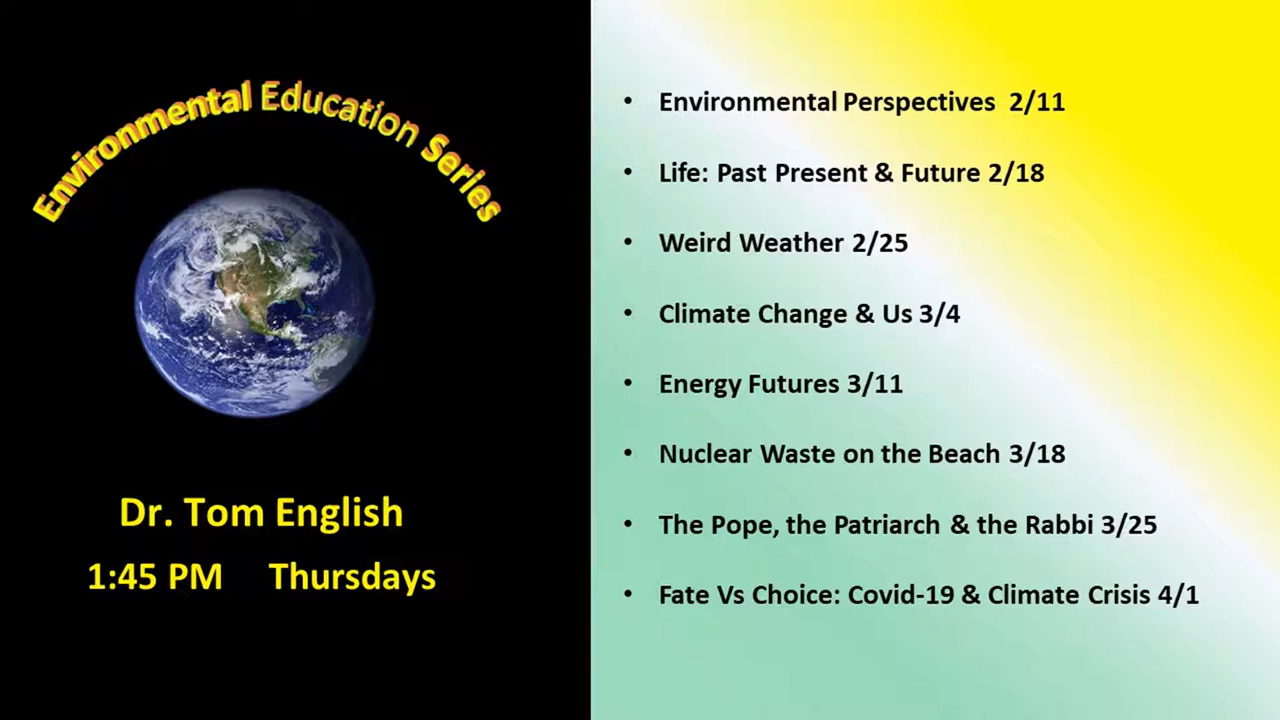 Environmental Education Series
Dr. Tom English
1:45 PM Thursdays
• Environmental Perspectives 2/11
• Life: Past Present & Future 2/18
• Weird Weather 2/25
• Climate Change & Us 3/4
• Energy Futures 3/11
• Nuclear Waste on the Beach 3/18
• The Pope, the Patriarch & the Rabbi 3/25
• Fate Vs Choice: Covid-19 & Climate Crisis 4/1